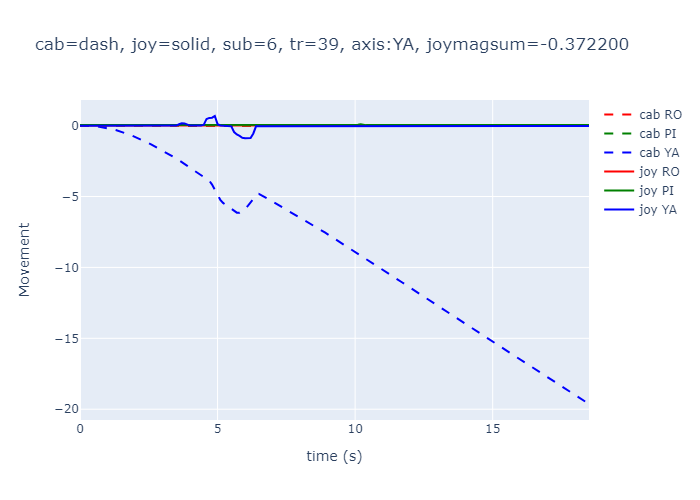 cab=dash, joy=solid, sub=6, tr=39, axis:YA, joymagsum=-0.372200
cab RO
cab PI
cab YA
joy RO
joy PI
joy YA
Movement
0
−5
−10
−15
−20
0
5
10
15
time (s)